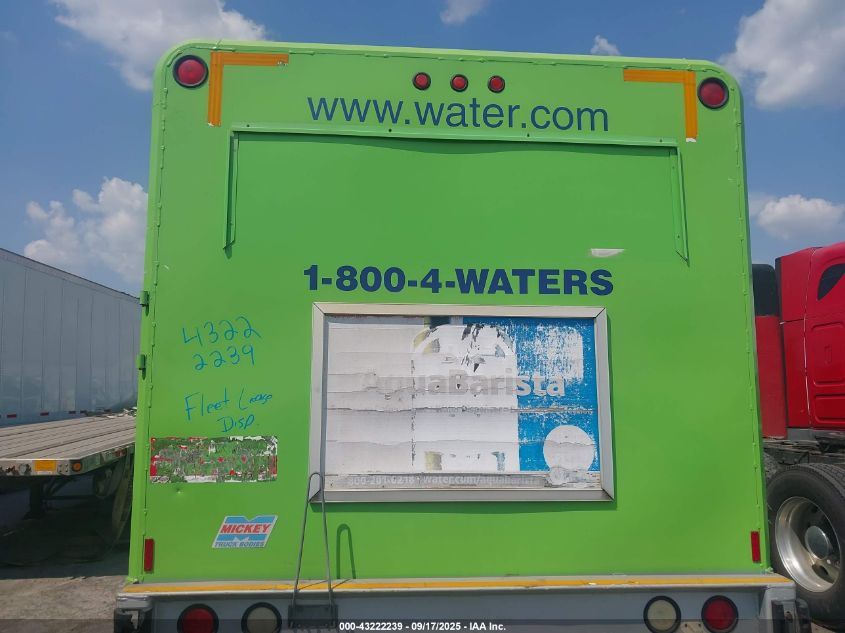 www.water.com
1-800-4-WATERS
4322
2239
Fleet Lease
Disp.
AquaBarista
water.com/aquabarista
MICKEY
TRUCK BODIES
000-43222239 - 09/17/2025 - IAA Inc.